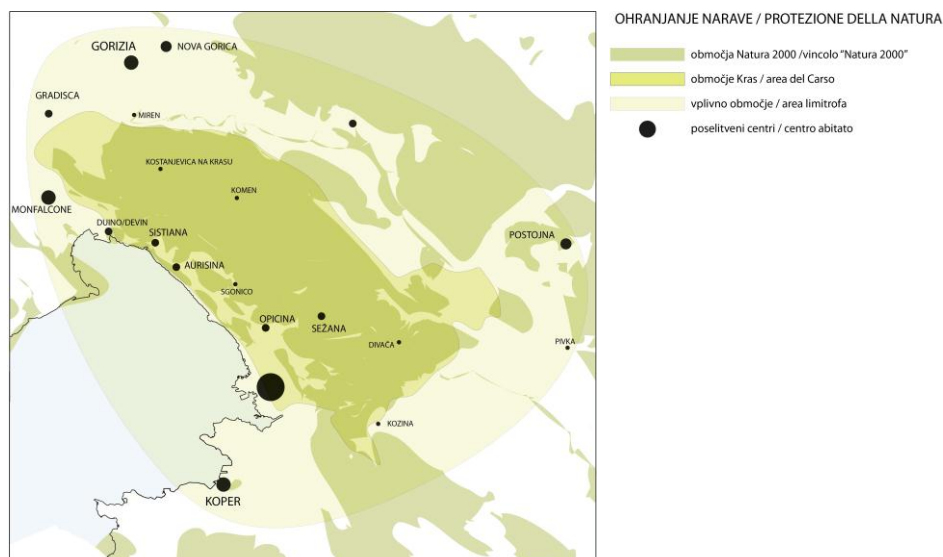 OHRANJANJE NARAVE / PROTEZIONE DELLA NATURA
območja Natura 2000 /vincolo "Natura 2000"
območje Kras / area del Carso
vplivno območje / area limitrofa
poselitveni centri / centro abitato
GORIZIA
NOVA GORICA
GRADISCA
MIREN
KOSTANJEVICA NA KRASU
KOMEN
MONFALCONE
DUINO/DEVIN
SISTIANA
POSTOJNA
AURISINA
SGONICO
OPICINA
SEŽANA
DIVAČA
PIVKA
KOZINA
KOPER